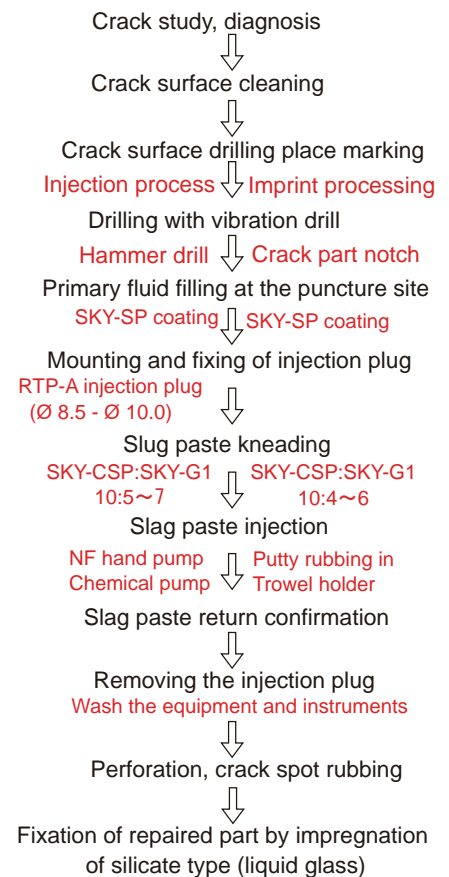 Crack study, diagnosis
Crack surface cleaning
Crack surface drilling place marking
Injection process Imprint processing
Drilling with vibration drill
Hammer drill Crack part notch
Primary fluid filling at the puncture site
SKY-SP coating SKY-SP coating
Mounting and fixing of injection plug
RTP-A injection plug
(Ø 8.5 - Ø 10.0)
Slug paste kneading
SKY-CSP:SKY-G1 SKY-CSP:SKY-G1
10:5～7 10:4～6
Slag paste injection
NF hand pump Putty rubbing in
Chemical pump Trowel holder
Slag paste return confirmation
Removing the injection plug
Wash the equipment and instruments
Perforation, crack spot rubbing
Fixation of repaired part by impregnation
of silicate type (liquid glass)